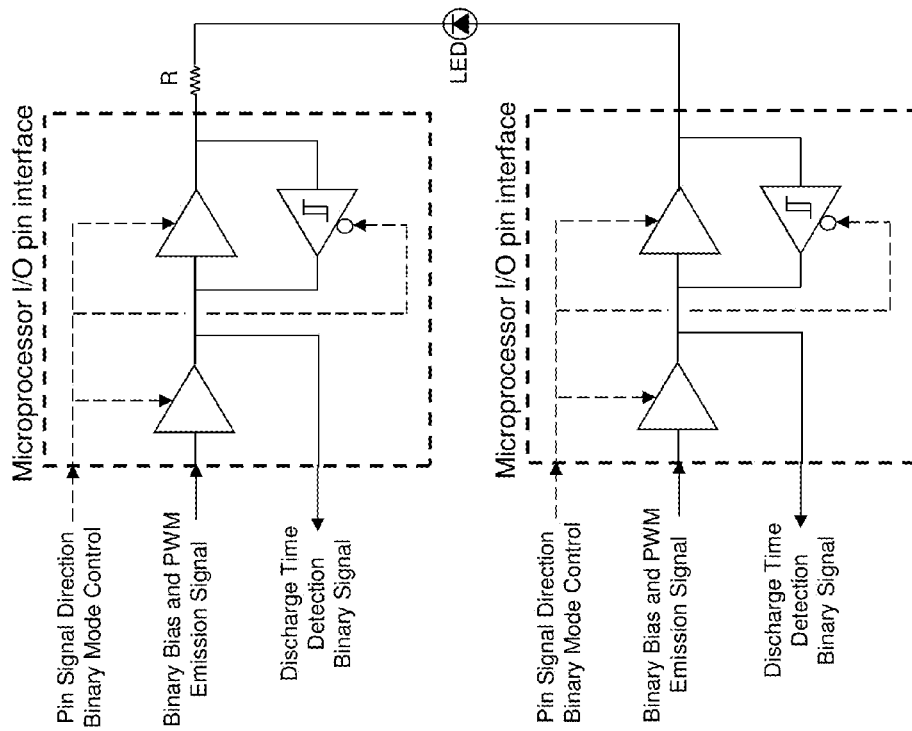 R
LED
Microprocessor I/O pin interface
Pin Signal Direction
Binary Mode Control
Binary Bias and PWM
Emission Signal
Discharge Time
Detection
Binary Signal
Microprocessor I/O pin interface
Pin Signal Direction
Binary Mode Control
Binary Bias and PWM
Emission Signal
Discharge Time
Detection
Binary Signal